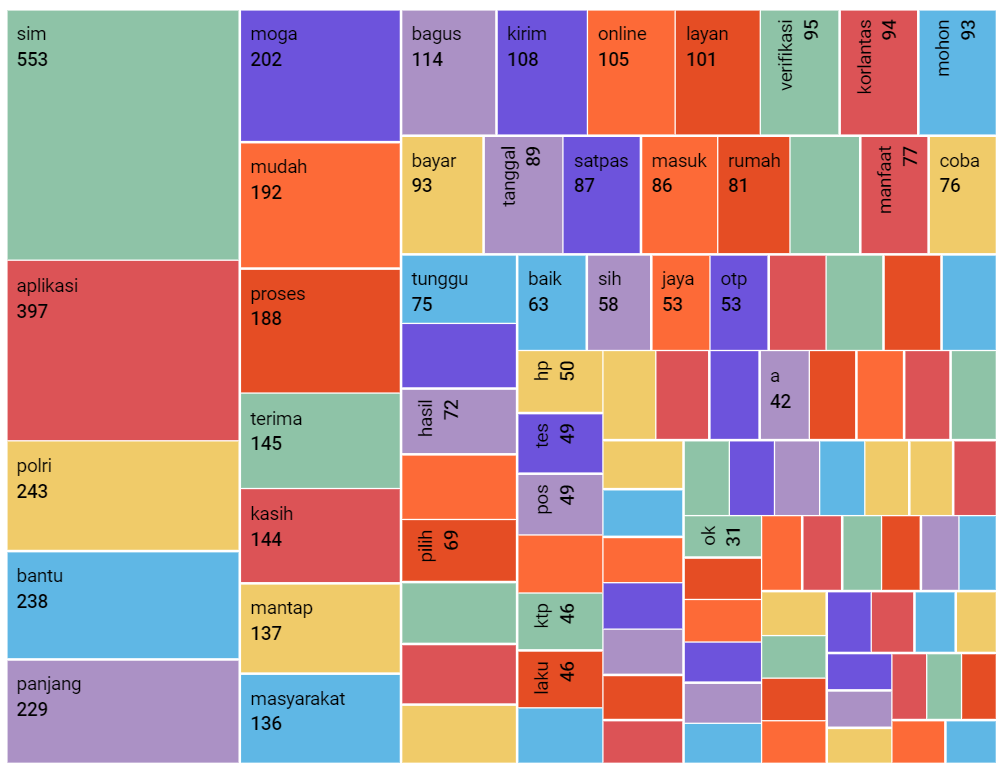 sim
553
aplikasi
397
polri
243
bantu
238
panjang
229
moga
202
mudah
192
proses
188
terima
145
kasih
144
mantap
137
masyarakat
136
bagus
114
kirim
108
online
105
layan
101
verifikasi
95
korlantas
94
mohon
93
bayar
93
tanggal
89
satpas
87
masuk
86
rumah
81
manfaat
77
coba
76
tunggu
75
hasil
72
pilih
69
baik
63
sih
58
jaya
53
otp
53
hp
50
tes
49
pos
49
ktp
46
laku
46
a
42
ok
31